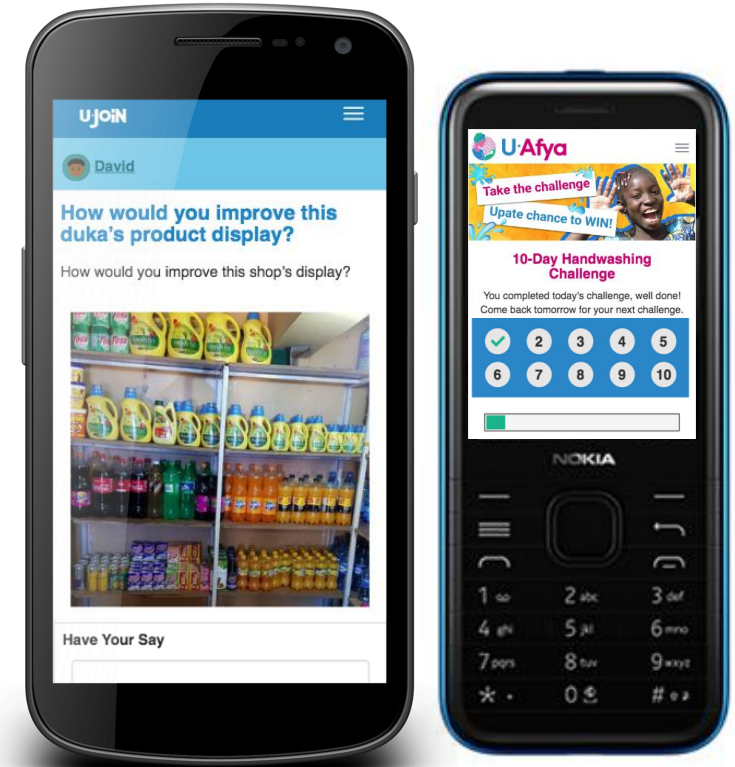 U·JOiN
David
How would you improve this
duka's product display?
How would you improve this shop's display?
Have Your Say
U·Afya
Take the challenge
Upate chance to WIN!
10-Day Handwashing
Challenge
You completed today's challenge, well done!
Come back tomorrow for your next challenge.
2 3 4 5
6 7 8 9 10
NOKIA
1 2 abc 3 def
4 ghi 5 jkl 6 mno
7 pqrs 8 tuv 9 wxyz
* 0 #